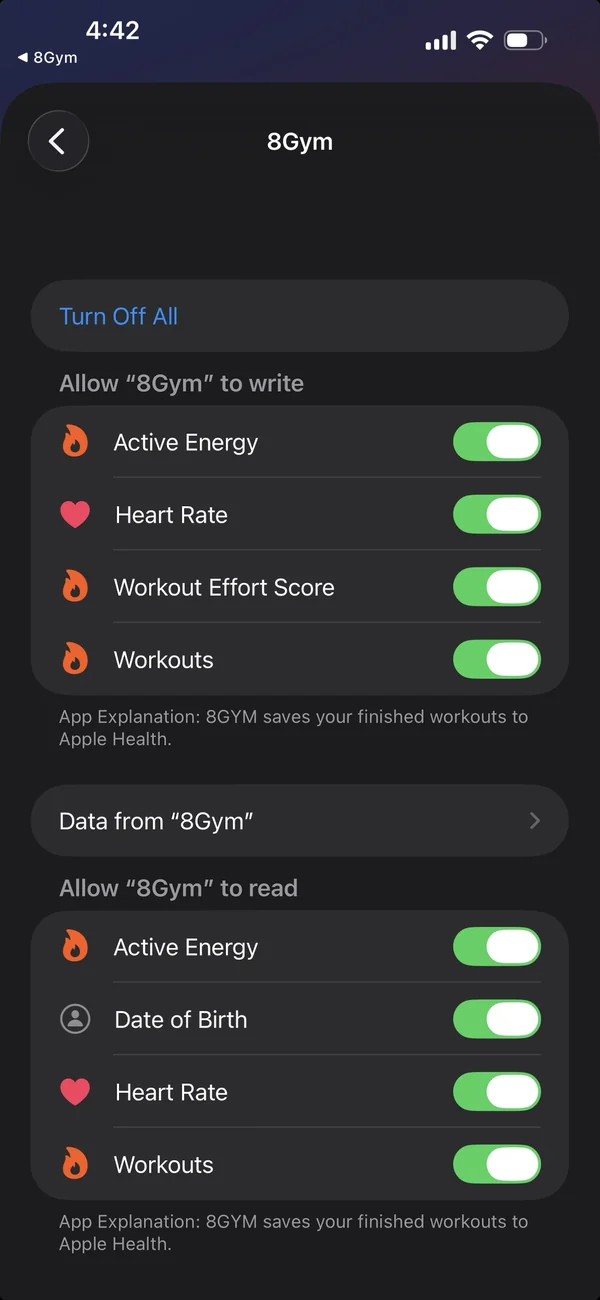 4:42
◀ 8Gym
8Gym
Turn Off All
Allow “8Gym” to write
Active Energy
Heart Rate
Workout Effort Score
Workouts
App Explanation: 8GYM saves your finished workouts to
Apple Health.
Data from “8Gym”
Allow “8Gym” to read
Active Energy
Date of Birth
Heart Rate
Workouts
App Explanation: 8GYM saves your finished workouts to
Apple Health.